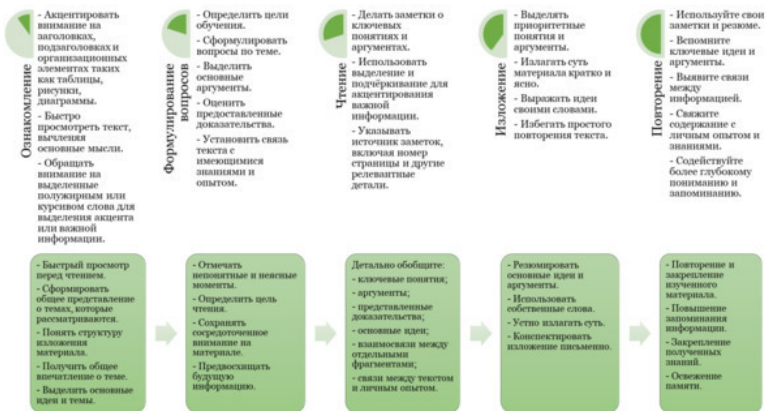 Ознакомление
- Акцентировать
внимание на
заголовках,
подзаголовках и
организационных
элементах таких
как таблицы,
рисунки,
диаграммы.
- Быстро
просмотреть текст,
вычленяя
основные мысли.
- Обращать
внимание на
выделенные
полужирным или
курсивом слова для
выделения акцента
или важной
информации.
Формулирование
вопросов
- Определить цели
обучения.
- Сформулировать
вопросы по теме.
- Выделить
основные
аргументы.
- Оценить
предоставленные
доказательства.
- Установить связь
текста с
имеющимися
знаниями и
опытом.
Чтение
- Делать заметки о
ключевых
понятиях и
аргументах.
- Использовать
выделение и
подчёркивание для
акцентирования
важной
информации.
- Указывать
источник заметок,
включая номер
страницы и другие
релевантные
детали.
Изложение
- Выделять
приоритетные
понятия и
аргументы.
- Излагать суть
материала кратко и
ясно.
- Выражать идеи
своими словами.
- Избегать простого
повторения текста.
Повторение
- Используйте свои
заметки и резюме.
- Вспомните
ключевые идеи и
аргументы.
- Выявите связи
между
информацией.
- Свяжите
содержание с
личным опытом и
знаниями.
- Содействуйте
более глубокому
пониманию и
запоминанию.
- Быстрый просмотр
перед чтением.
- Сформировать
общее представление
о темах, которые
рассматриваются.
- Понять структуру
изложения
материала.
- Получить общее
впечатление о теме.
- Выделить основные
идеи и темы.
- Отмечать
непонятные и неясные
моменты.
- Определить цель
чтения.
- Сохранять
сосредоточенное
внимание на
материале.
- Предвосхищать
будущую
информацию.
Детально обобщите:
- ключевые понятия;
- аргументы;
- представленные
доказательства;
- основные идеи;
- взаимосвязи между
отдельными
фрагментами;
- связи между текстом
и личным опытом.
- Резюмировать
основные идеи и
аргументы.
- Использовать
собственные слова.
- Устно излагать суть.
- Конспектировать
изложение письменно.
- Повторение и
закрепление
изученного
материала.
- Повышение
запоминания
информации.
- Закрепление
полученных
знаний.
- Освежение
памяти.